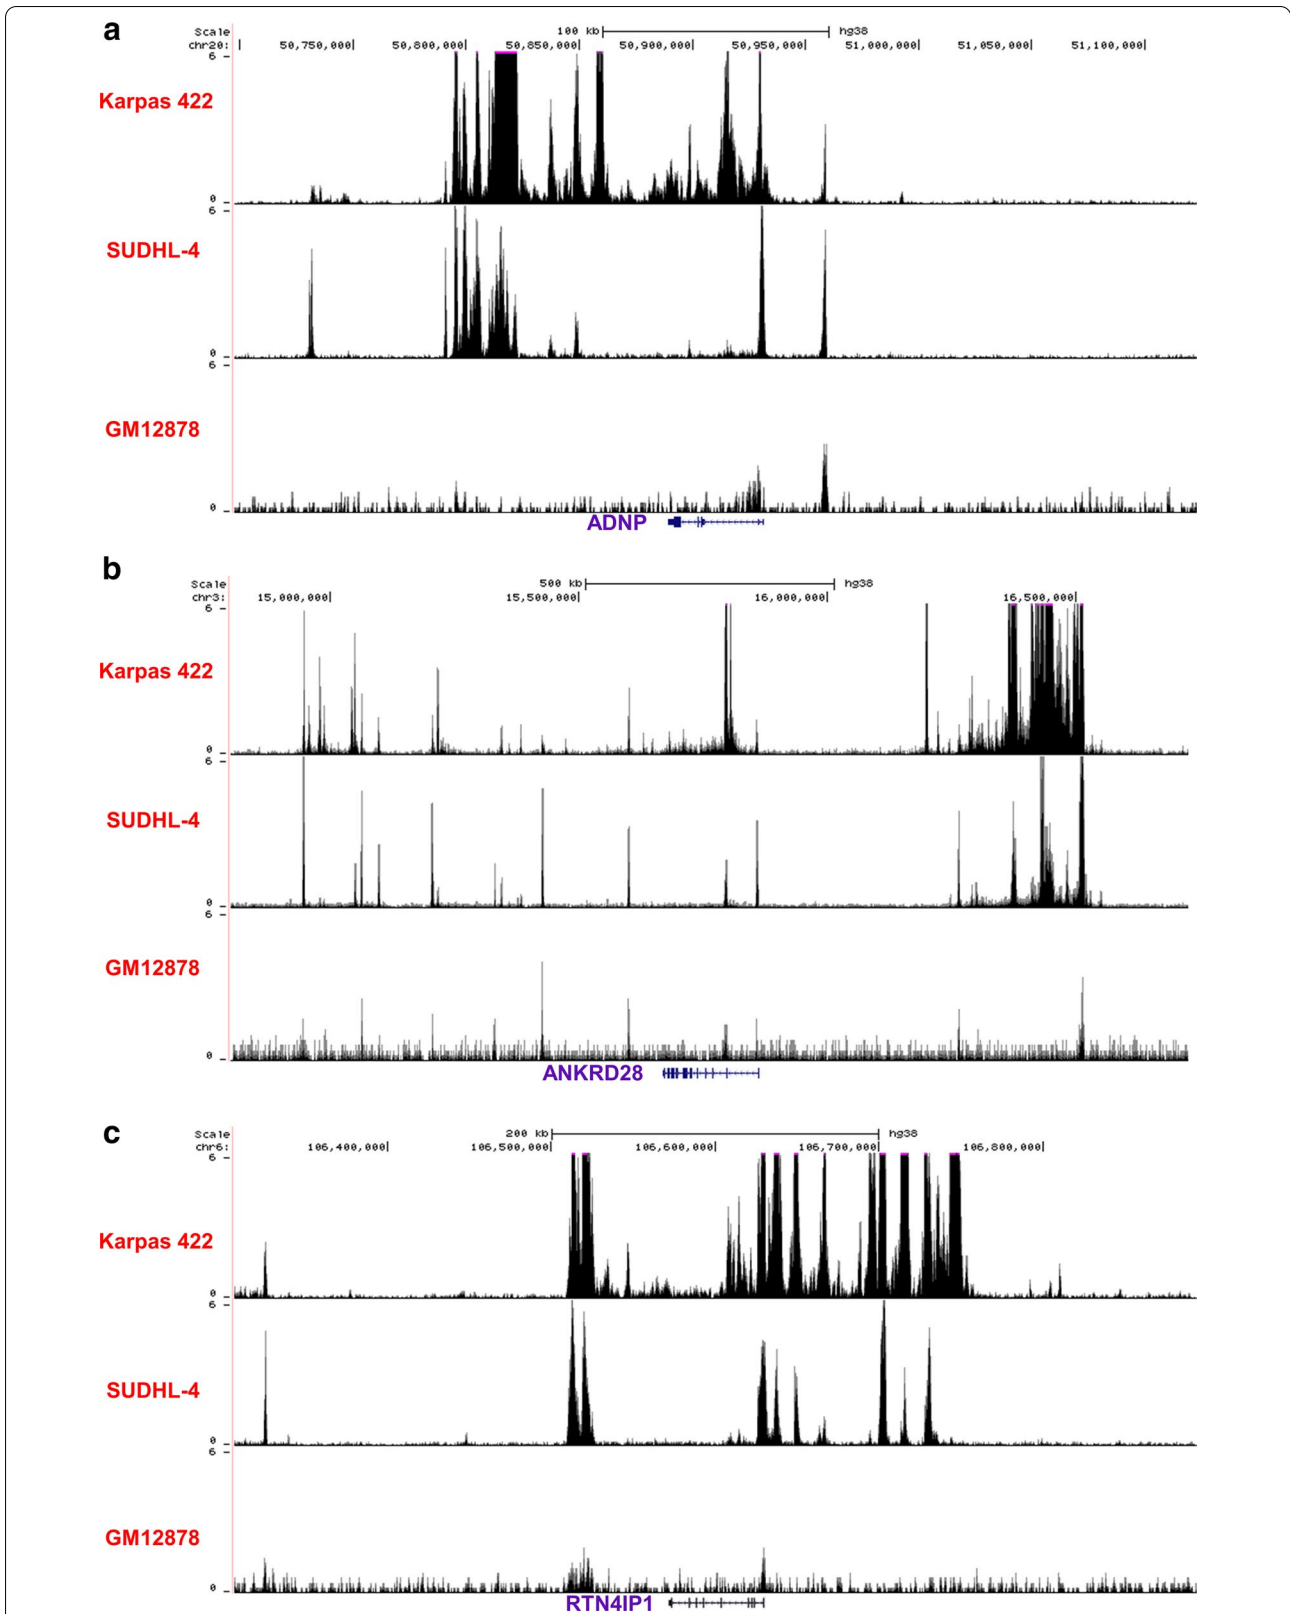 a
Scale 100 kb hg38
chr20: 50,750,000 50,800,000 50,850,000 50,900,000 50,950,000 51,000,000 51,050,000 51,100,000
6
Karpas 422
0
6
SUDHL-4
0
6
GM12878
0
ADNP
b
Scale 500 kb hg38
chr3: 15,000,000 15,500,000 16,000,000 16,500,000
6
Karpas 422
0
6
SUDHL-4
0
6
GM12878
0
ANKRD28
c
Scale 200 kb hg38
chr6: 106,400,000 106,500,000 106,600,000 106,700,000 106,800,000
6
Karpas 422
0
6
SUDHL-4
0
6
GM12878
0
RTN4IP1